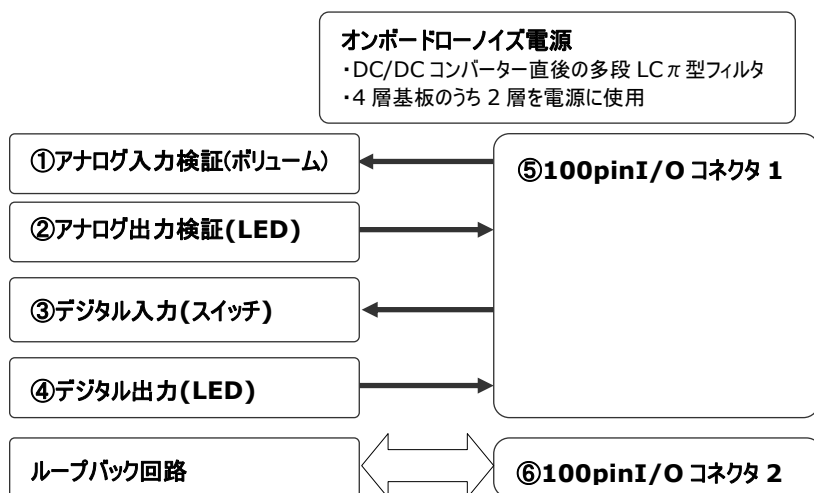 オンボードローノイズ電源
・DC/DC コンバーター直後の多段 LCπ型フィルタ
・4 層基板のうち 2 層を電源に使用
①アナログ入力検証(ボリューム)
⑤100pinI/O コネクタ 1
②アナログ出力検証(LED)
③デジタル入力(スイッチ)
④デジタル出力(LED)
ループバック回路
⑥100pinI/O コネクタ 2